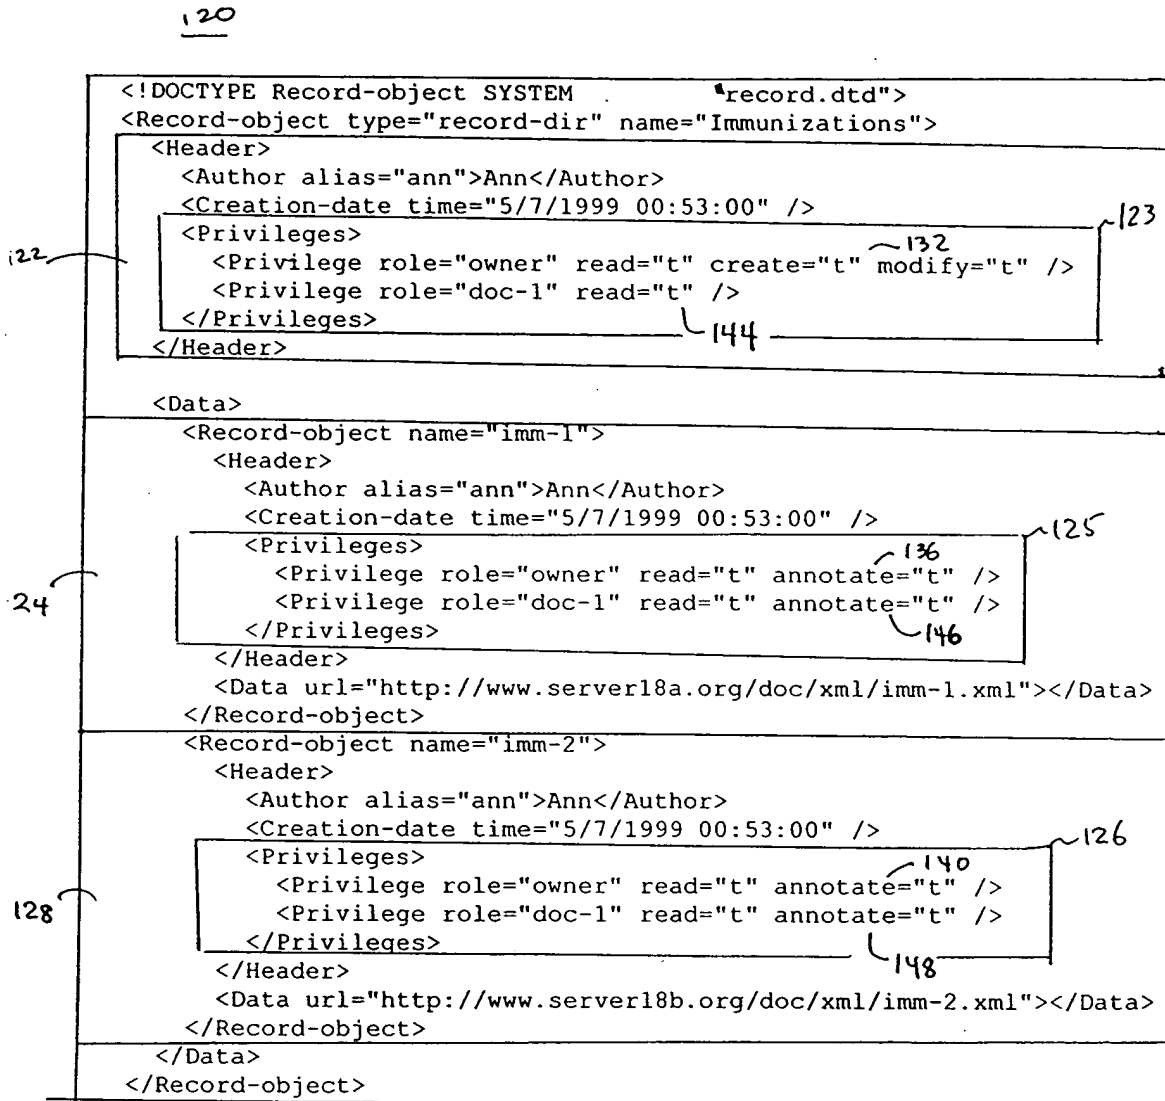 120
<!DOCTYPE Record-object SYSTEM "record.dtd">
<Record-object type="record-dir" name="Immunizations">
<Header>
<Author alias="ann">Ann</Author>
<Creation-date time="5/7/1999 00:53:00" />
123
<Privileges>
132
122
<Privilege role="owner" read="t" create="t" modify="t" />
<Privilege role="doc-1" read="t" />
</Privileges>
144
</Header>
<Data>
<Record-object name="imm-1">
<Header>
<Author alias="ann">Ann</Author>
<Creation-date time="5/7/1999 00:53:00" />
125
<Privileges>
136
<Privilege role="owner" read="t" annotate="t" />
24
<Privilege role="doc-1" read="t" annotate="t" />
</Privileges>
146
</Header>
<Data url="http://www.server18a.org/doc/xml/imm-1.xml"></Data>
</Record-object>
<Record-object name="imm-2">
<Header>
<Author alias="ann">Ann</Author>
<Creation-date time="5/7/1999 00:53:00" />
126
<Privileges>
140
<Privilege role="owner" read="t" annotate="t" />
128
<Privilege role="doc-1" read="t" annotate="t" />
</Privileges>
148
</Header>
<Data url="http://www.server18b.org/doc/xml/imm-2.xml"></Data>
</Record-object>
</Data>
</Record-object>